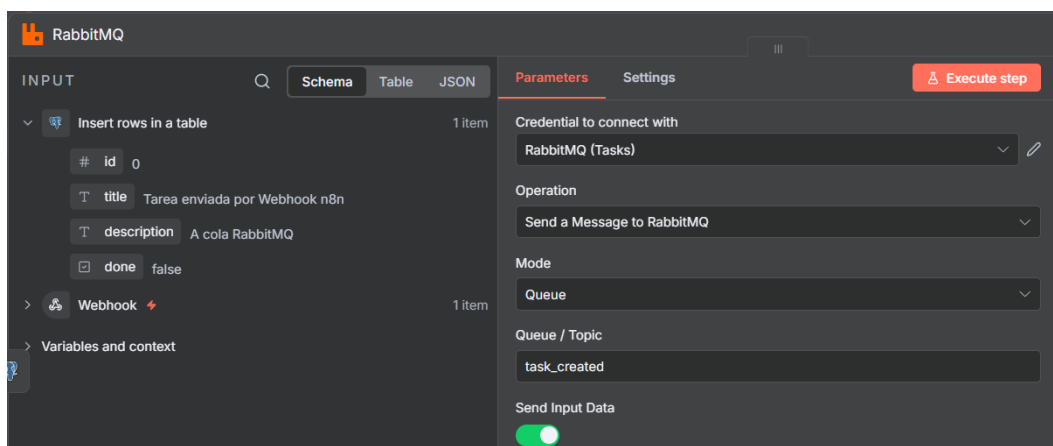 RabbitMQ
INPUT
Schema Table JSON
Insert rows in a table 1 item
# id 0
T title Tarea enviada por Webhook n8n
T description A cola RabbitMQ
done false
Webhook 1 item
Variables and context
Parameters Settings Execute step
Credential to connect with
RabbitMQ (Tasks)
Operation
Send a Message to RabbitMQ
Mode
Queue
Queue / Topic
task_created
Send Input Data